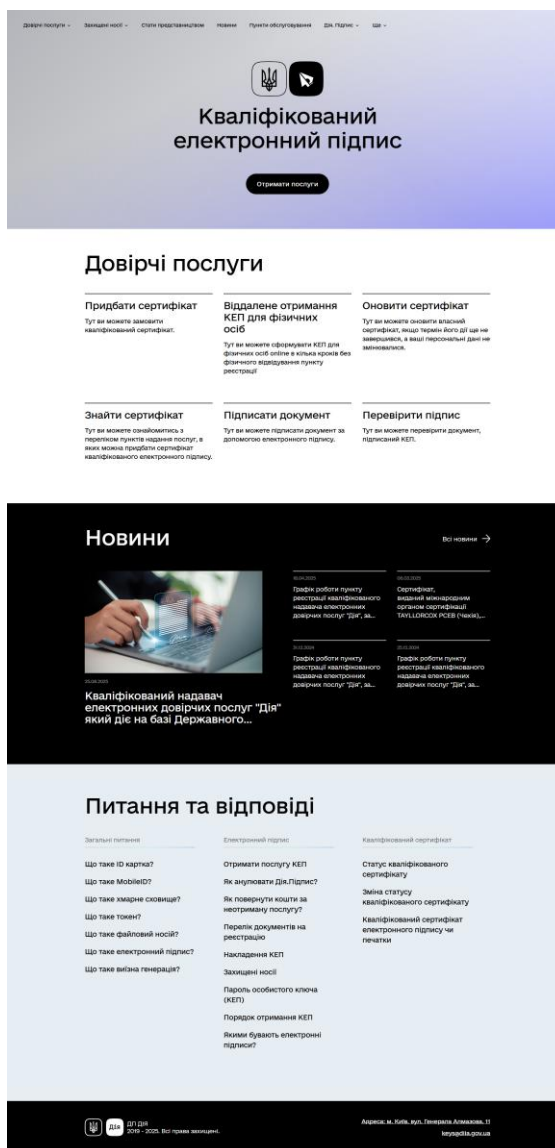 Довірчі послуги
Захищені носії
Стати представництвом
Новини
Пункти обслуговування
Дія. Підпис
Ще
Кваліфікований
електронний підпис
Отримати послуги
Довірчі послуги
Придбати сертифікат
Тут ви можете замовити
кваліфікований сертифікат.
Віддалене отримання
КЕП для фізичних
осіб
Тут ви можете сформувати КЕП для
фізичних осіб online в кілька кроків без
фізичного відвідування пункту
реєстрації
Оновити сертифікат
Тут ви можете оновити власний
сертифікат, якщо термін його дії ще не
завершився, а ваші персональні дані не
змінювалися.
Знайти сертифікат
Тут ви можете ознайомитись з
переліком пунктів надання послуг, в
яких можна придбати сертифікат
кваліфікованого електронного підпису.
Підписати документ
Тут ви можете підписати документ за
допомогою електронного підпису.
Перевірити підпис
Тут ви можете перевірити документ,
підписаний КЕП.
Новини
Всі новини
Кваліфікований надавач
електронних довірчих послуг "Дія"
який діє на базі Державного...
Графік роботи пункту
реєстрації кваліфікованого
надавача електронних
довірчих послуг "Дія", за...
Сертифікат,
виданий міжнародним
органом сертифікації
TAYLLORCOX PCEB (Чехія),...
Графік роботи пункту
реєстрації кваліфікованого
надавача електронних
довірчих послуг "Дія", за...
Графік роботи пункту
реєстрації кваліфікованого
надавача електронних
довірчих послуг "Дія", за...
Питання та відповіді
Загальні питання
Що таке ID картка?
Що таке MobileID?
Що таке хмарне сховище?
Що таке токен?
Що таке файловий носій?
Що таке електронний підпис?
Що таке виїзна генерація?
Електронний підпис
Отримати послугу КЕП
Як анулювати Дія.Підпис?
Як повернути кошти за
неотриману послугу?
Перелік документів на
реєстрацію
Накладення КЕП
Захищені носії
Пароль особистого ключа
(КЕП)
Порядок отримання КЕП
Якими бувають електронні
підписи?
Кваліфікований сертифікат
Статус кваліфікованого
сертифікату
Зміна статусу
кваліфікованого сертифікату
Кваліфікований сертифікат
електронного підпису чи
печатки
Дія
ДП ДІЯ
2019 - 2025. Всі права захищені.
Адреса: м. Київ, вул. Генерала Алмазова, 11
keys@diia.gov.ua